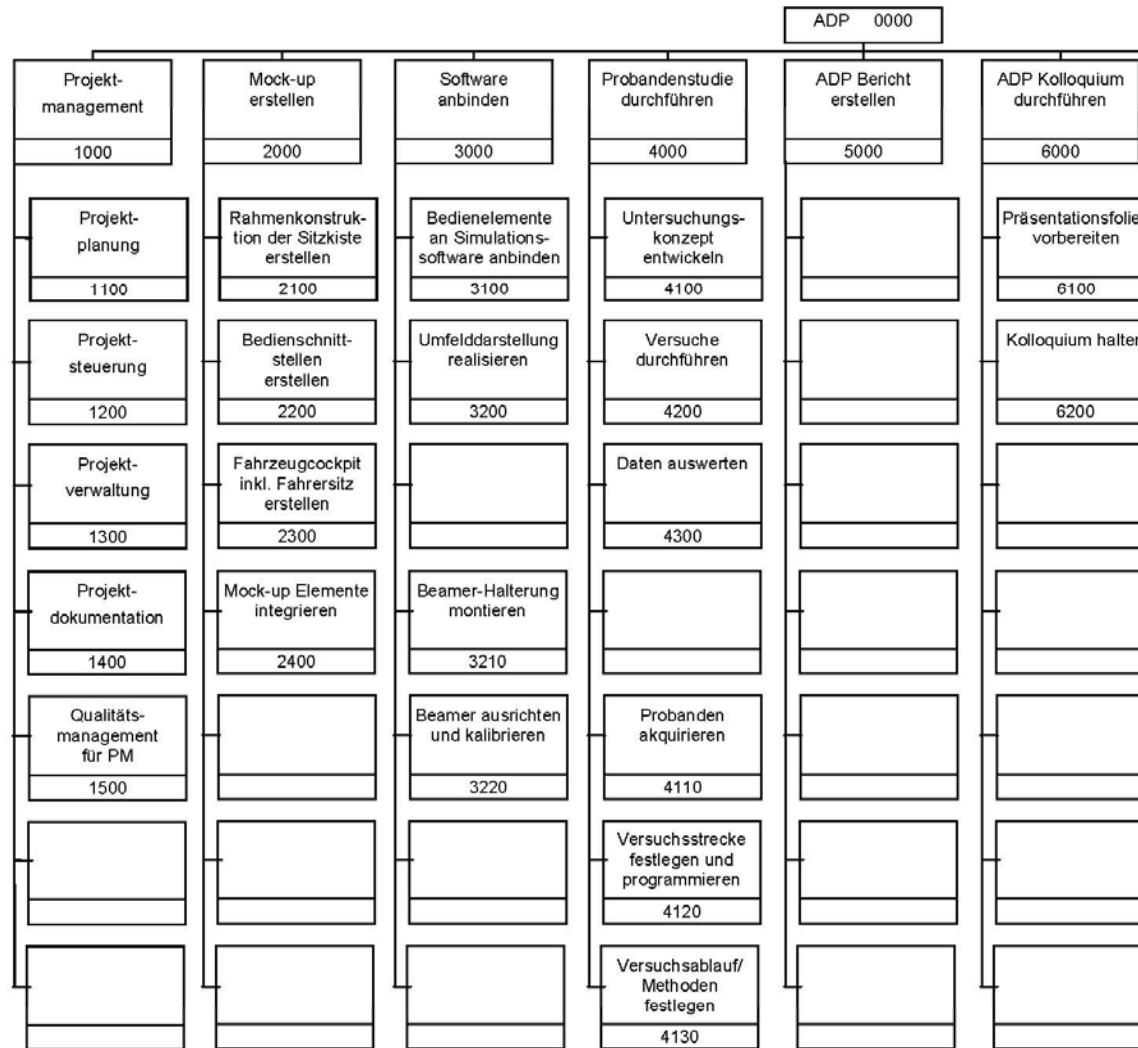 ADP 0000
Projekt-
management
1000
Mock-up
erstellen
2000
Software
anbinden
3000
Probandenstudie
durchführen
4000
ADP Bericht
erstellen
5000
ADP Kolloquium
durchführen
6000
Projekt-
planung
1100
Rahmenkonstruk-
tion der Sitzkiste
erstellen
2100
Bedienelemente
an Simulations-
software anbinden
3100
Untersuchungs-
konzept
entwickeln
4100
Präsentationsfolie
vorbereiten
6100
Projekt-
steuerung
1200
Bedienschnitt-
stellen
erstellen
2200
Umfelddarstellung
realisieren
3200
Versuche
durchführen
4200
Kolloquium halten
6200
Projekt-
verwaltung
1300
Fahrzeugcockpit
inkl. Fahrersitz
erstellen
2300
Daten auswerten
4300
Projekt-
dokumentation
1400
Mock-up Elemente
integrieren
2400
Beamer-Halterung
montieren
3210
Qualitäts-
management
für PM
1500
Beamer ausrichten
und kalibrieren
3220
Probanden
akquirieren
4110
Versuchsstrecke
festlegen und
programmieren
4120
Versuchsablauf/
Methoden
festlegen
4130